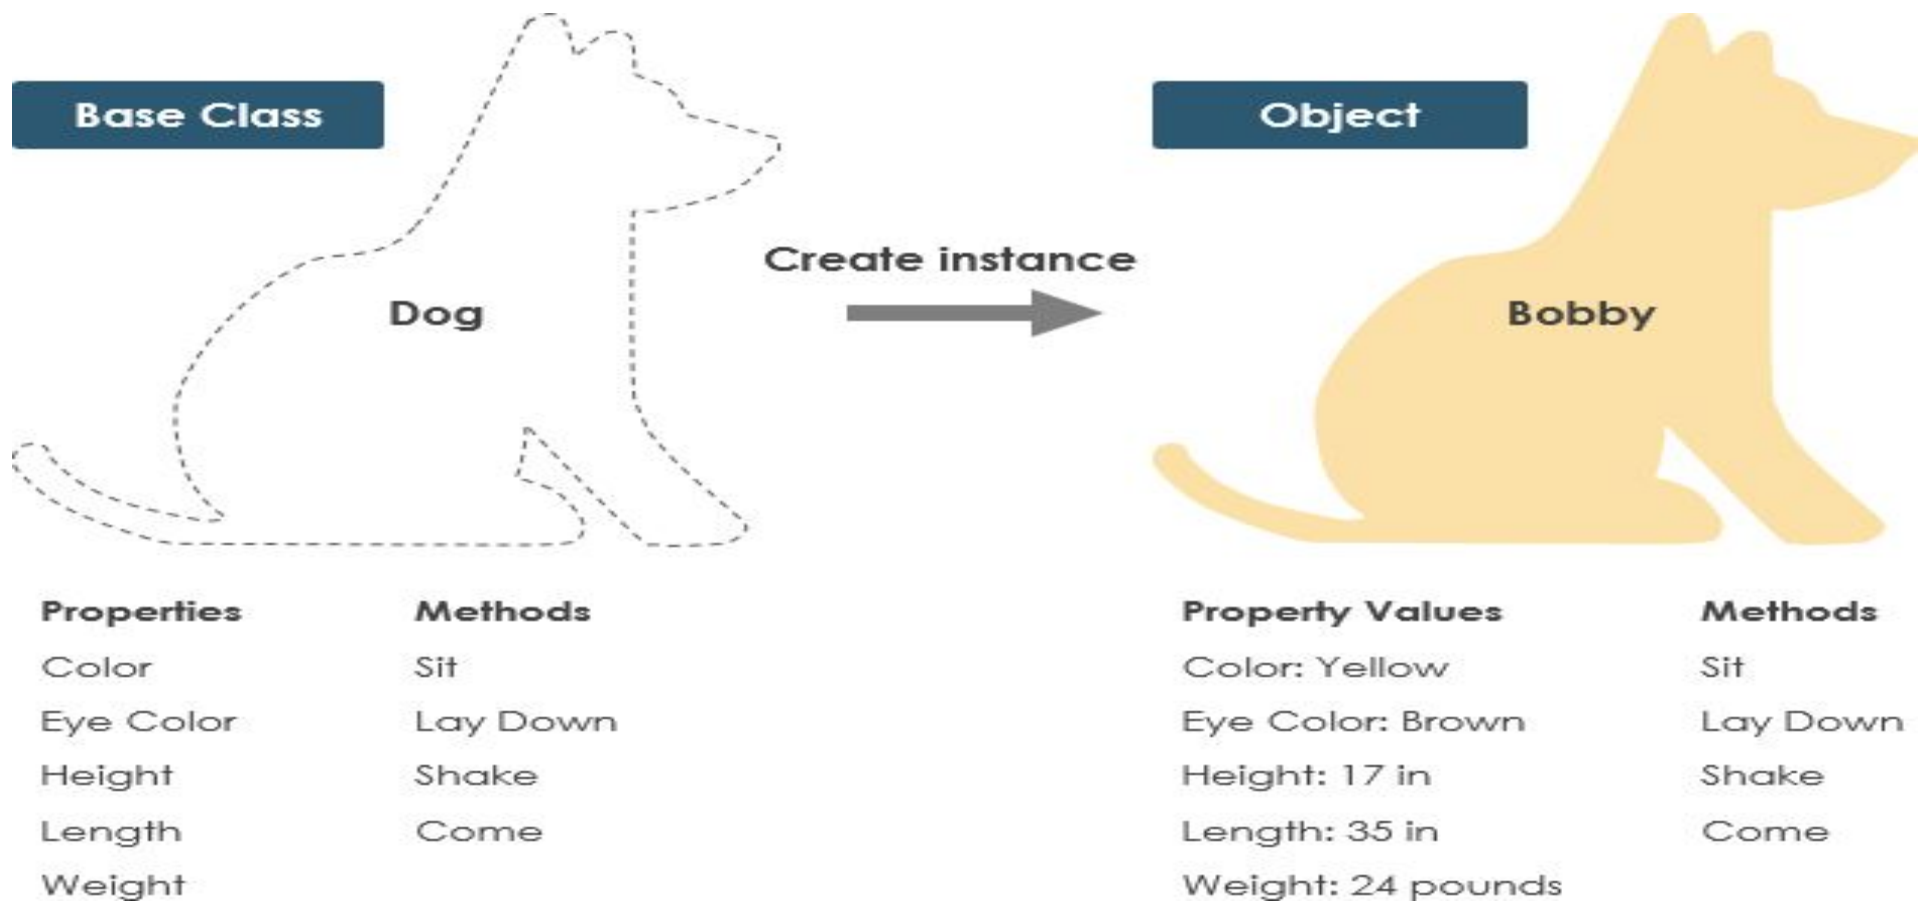 Base Class
Object
Create instance
Dog
Bobby
Properties Methods
Color Sit
Eye Color Lay Down
Height Shake
Length Come
Weight
Property Values Methods
Color: Yellow Sit
Eye Color: Brown Lay Down
Height: 17 in Shake
Length: 35 in Come
Weight: 24 pounds